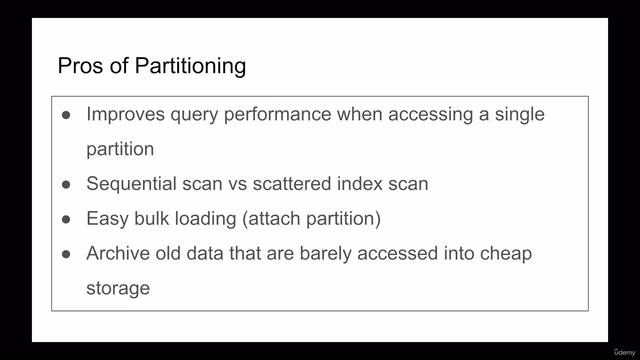 Pros of Partitioning
● Improves query performance when accessing a single
partition
● Sequential scan vs scattered index scan
● Easy bulk loading (attach partition)
● Archive old data that are barely accessed into cheap
storage
ûdemy